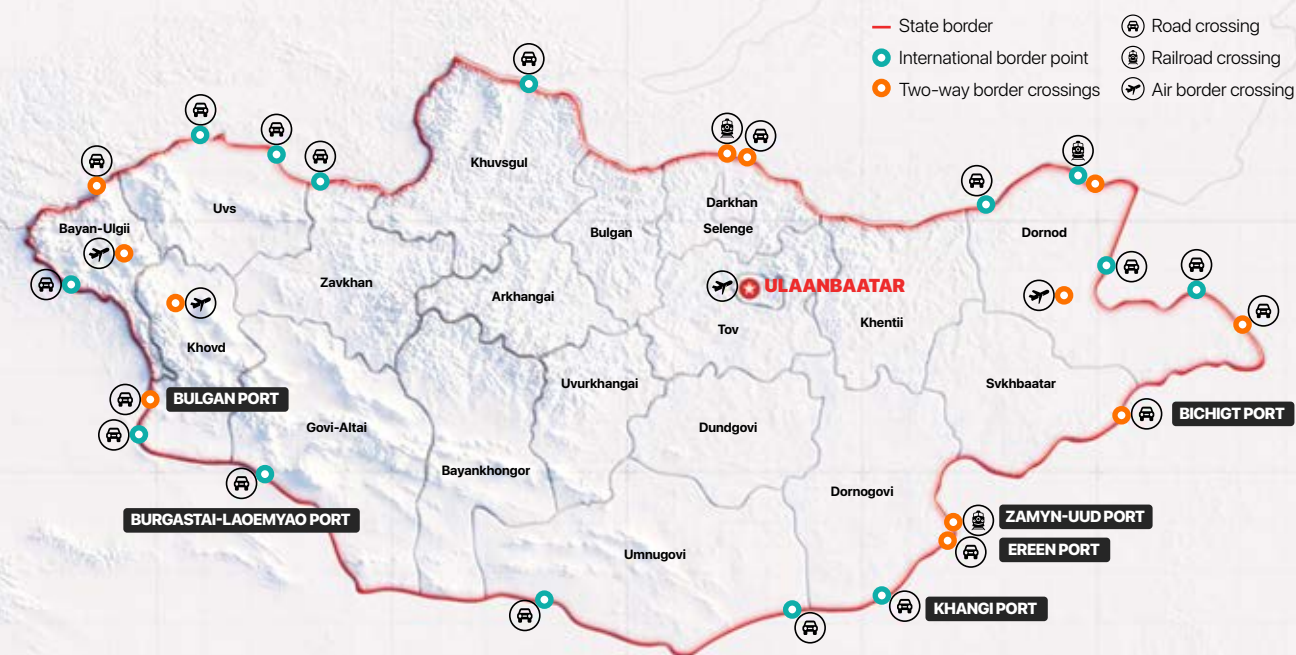 State border
International border point
Two-way border crossings
Road crossing
Railroad crossing
Air border crossing
Khuvsgul
Uvs
Bayan-Ulgii
Darkhan
Selenge
Bulgan
Dornod
Zavkhan
Arkhangai
ULAANBAATAR
Tov
Khentii
Khovd
Uvurkhangai
Svkhbaatar
BULGAN PORT
BICHIGT PORT
Govi-Altai
Dundgovi
Bayankhongor
Dornogovi
BURGASTAI-LAOEMYAO PORT
ZAMYN-UUD PORT
EREEN PORT
Umnugovi
KHANGI PORT